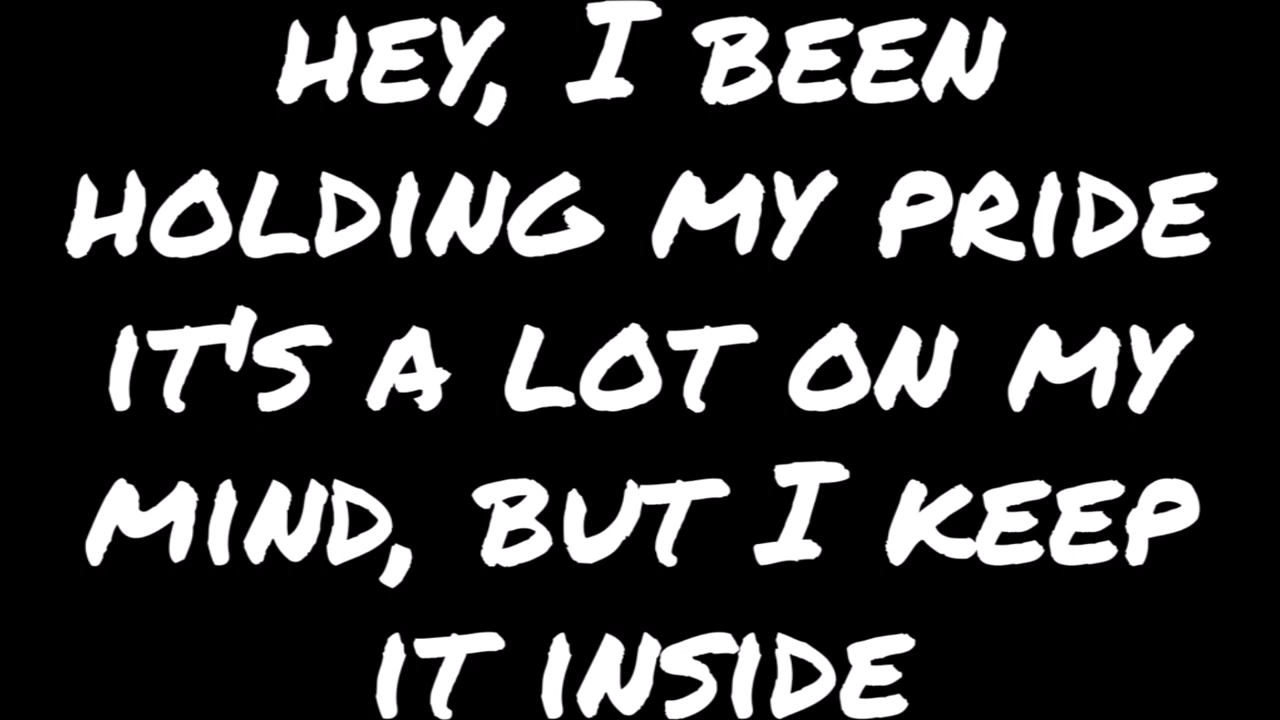 HEY, I BEEN
HOLDING MY PRIDE
IT'S A LOT ON MY
MIND, BUT I KEEP
IT INSIDE